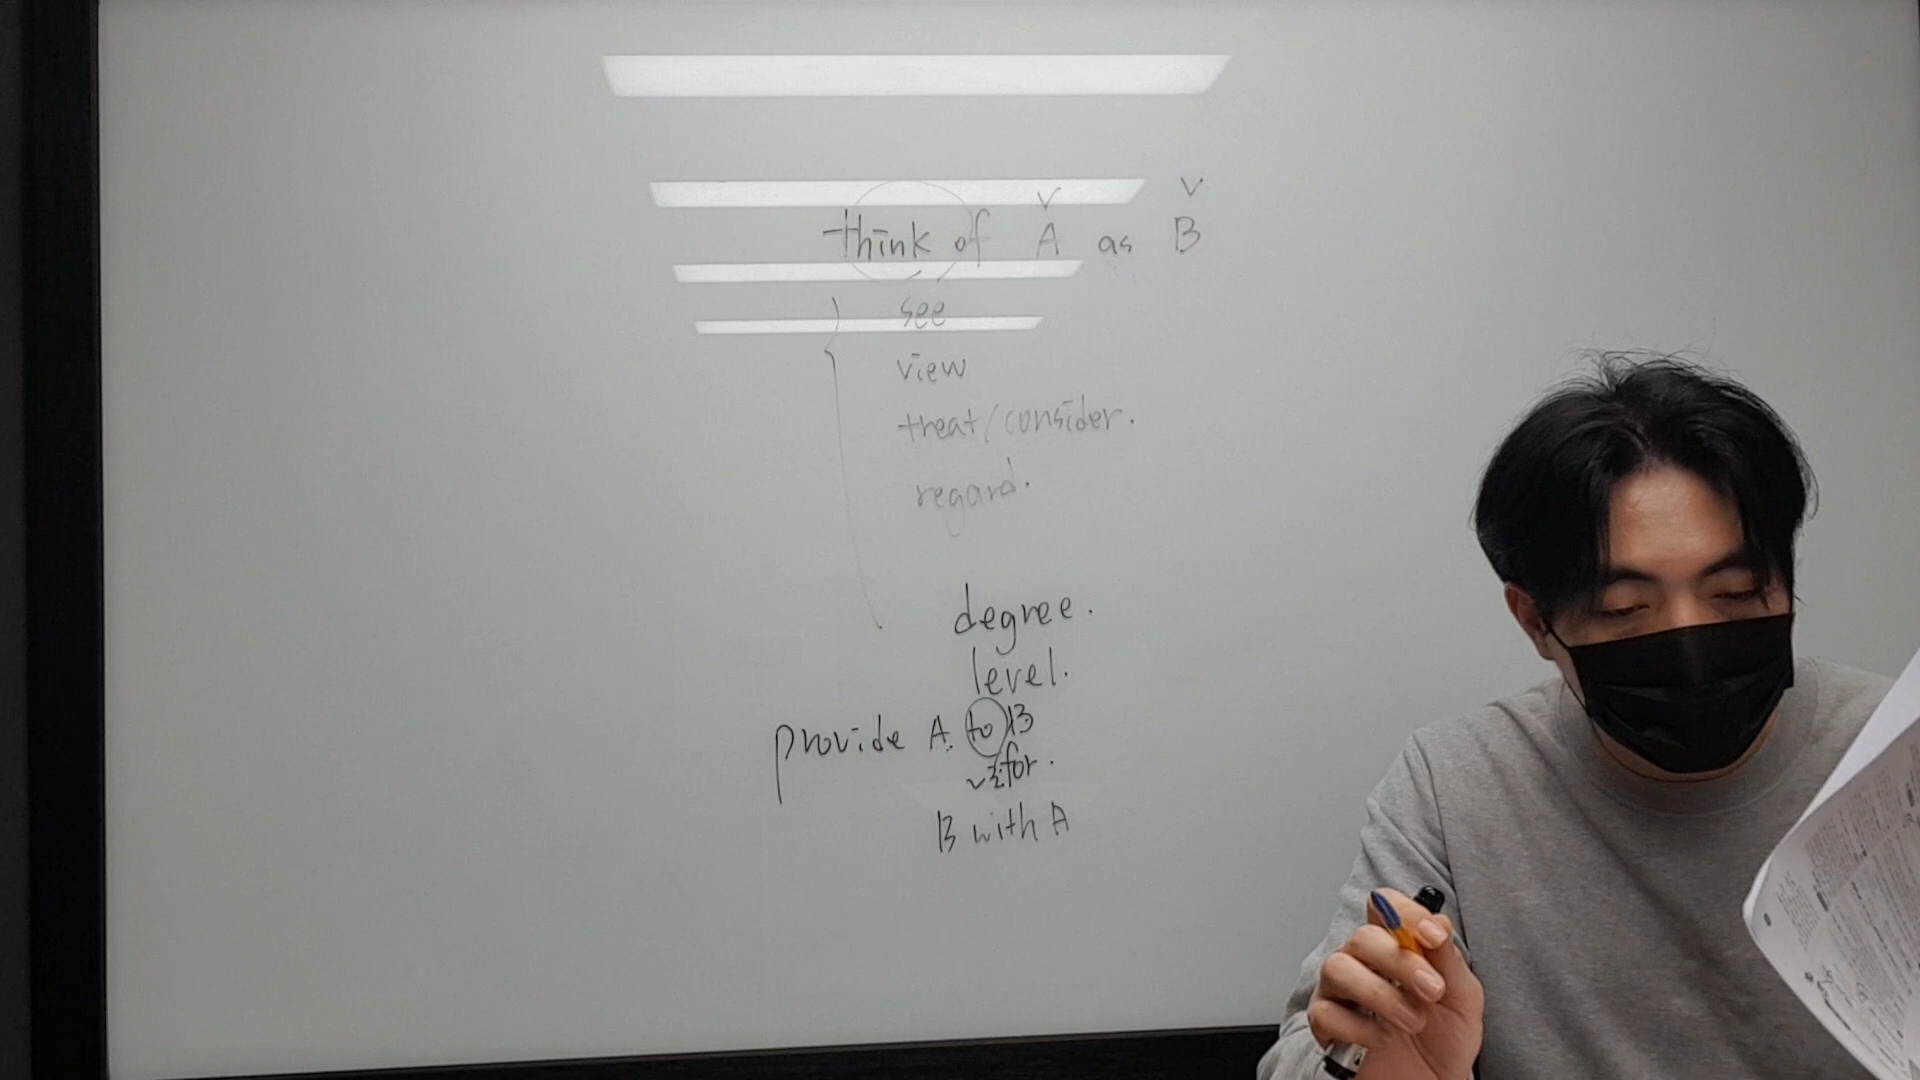 think of A as B
see
view
treat/consider.
regard.
degree.
level.
provide A to B
for.
B with A